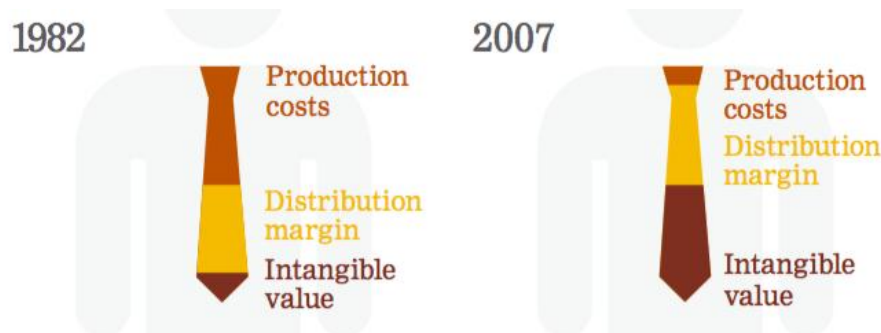 1982
Production
costs
Distribution
margin
Intangible
value
2007
Production
costs
Distribution
margin
Intangible
value